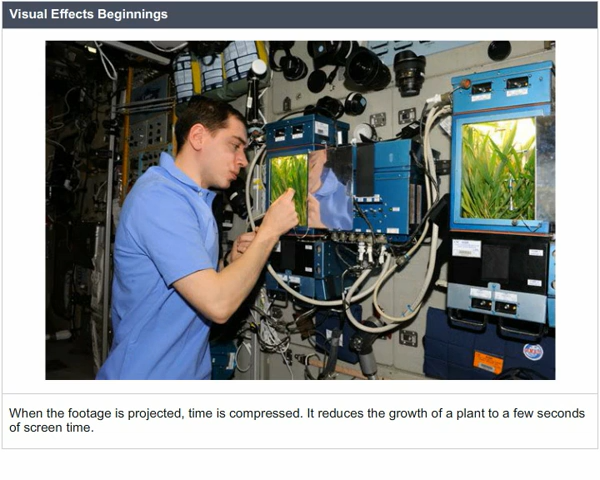 Visual Effects Beginnings
When the footage is projected, time is compressed. It reduces the growth of a plant to a few seconds
of screen time.